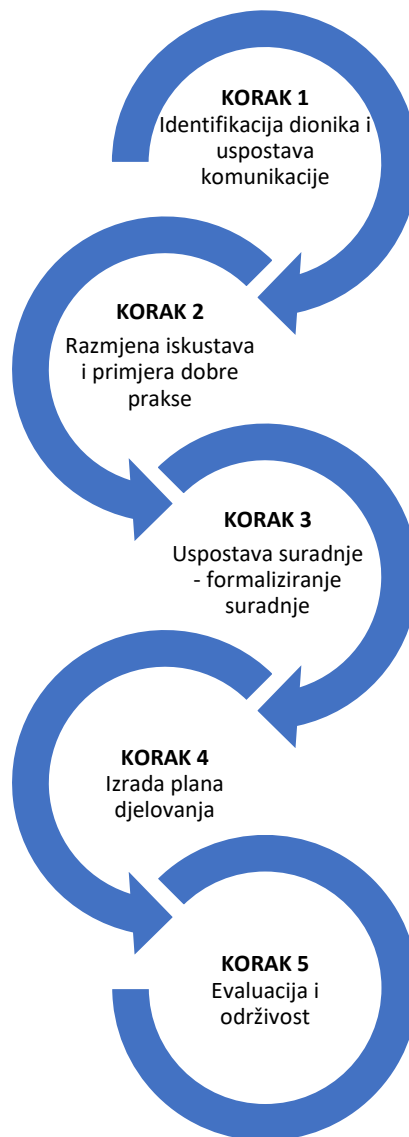 KORAK 1
Identifikacija dionika i
uspostava
komunikacije
KORAK 2
Razmjena iskustava
i primjera dobre
prakse
KORAK 3
Uspostava suradnje
- formaliziranje
suradnje
KORAK 4
Izrada plana
djelovanja
KORAK 5
Evaluacija i
održivost